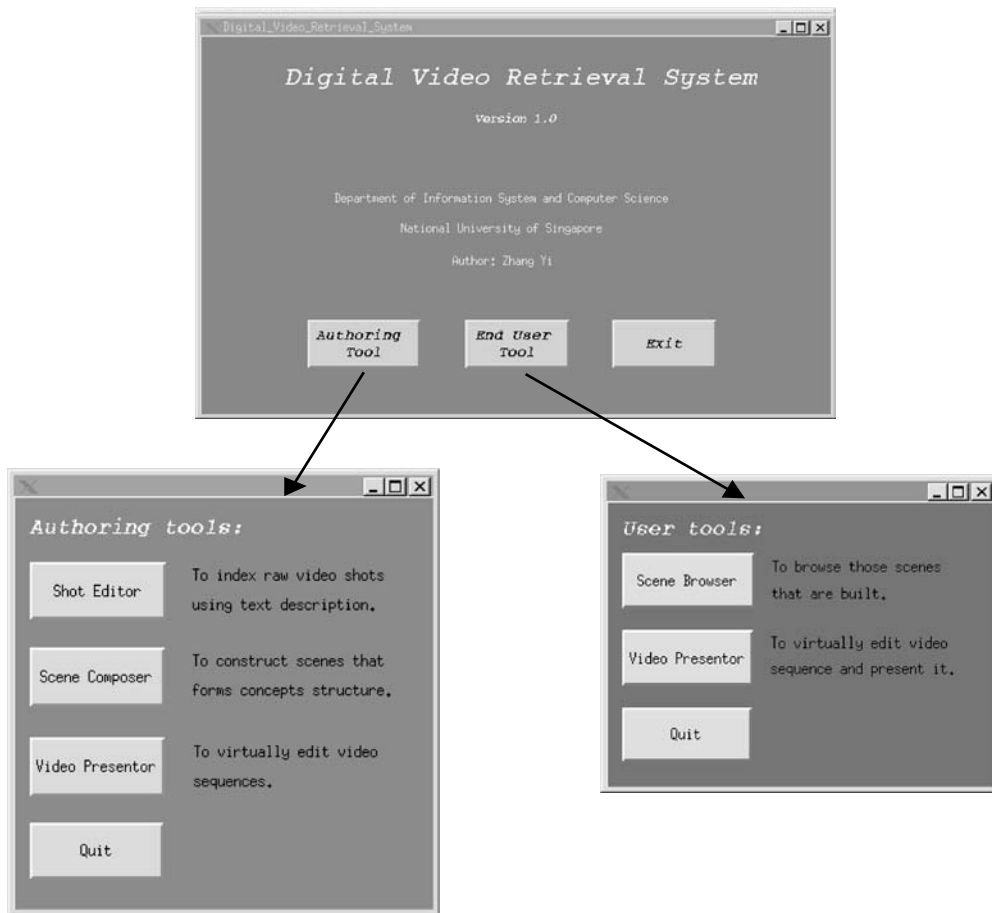 Digital_Video_Retrieval_System
Digital Video Retrieval System
Version 1.0
Department of Information System and Computer Science
National University of Singapore
Author: Zhang Yi
Authoring
Tool
End User
Tool
Exit
Authoring tools:
Shot Editor
To index raw video shots
using text description.
Scene Composer
To construct scenes that
forms concepts structure.
Video Presentor
To virtually edit video
sequences.
Quit
User tools:
Scene Browser
To browse those scenes
that are built.
Video Presentor
To virtually edit video
sequence and present it.
Quit